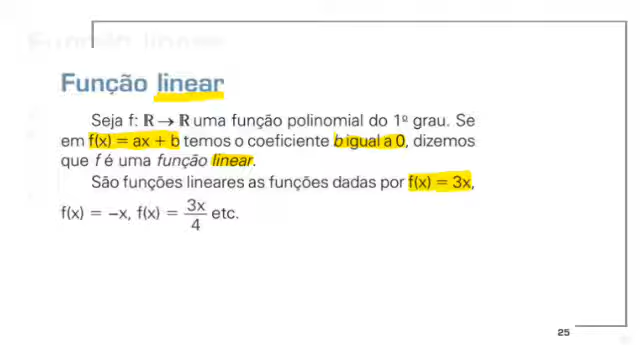 Função linear
Seja f: R → R uma função polinomial do 1º grau. Se
em f(x) = ax + b temos o coeficiente b igual a 0, dizemos
que f é uma função linear.
São funções lineares as funções dadas por f(x) = 3x,
f(x) = –x, f(x) = 3x/4 etc.
25